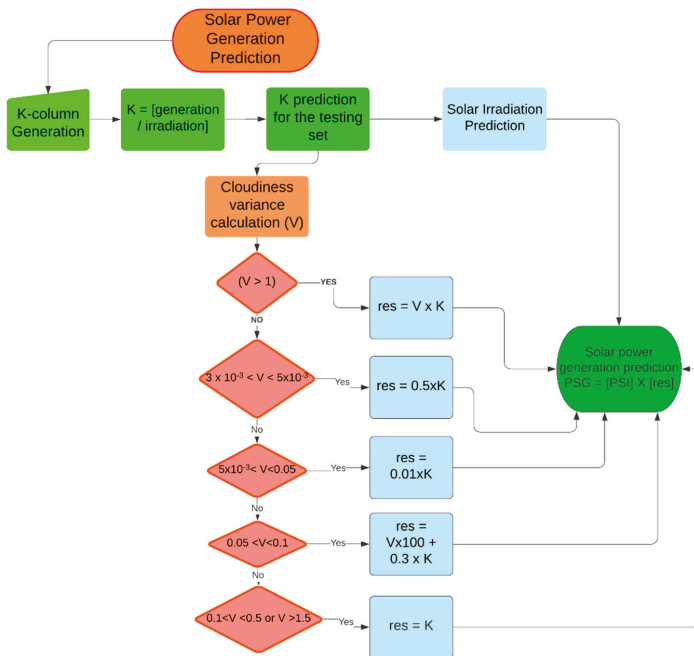 Solar Power
Generation
Prediction
K-column
Generation
K = [generation
/ irradiation]
K prediction
for the testing
set
Solar Irradiation
Prediction
Cloudiness
variance
calculation (V)
(V > 1)
YES
res = V x K
NO
3 x 10⁻³ < V < 5x10⁻³
Yes
res = 0.5xK
Solar power
generation prediction
PSG = [PSI] X [res]
No
5x10⁻³< V<0.05
Yes
res =
0.01xK
No
0.05 <V<0.1
Yes
res =
Vx100 +
0.3 x K
No
0.1<V <0.5 or V >1.5
Yes
res = K